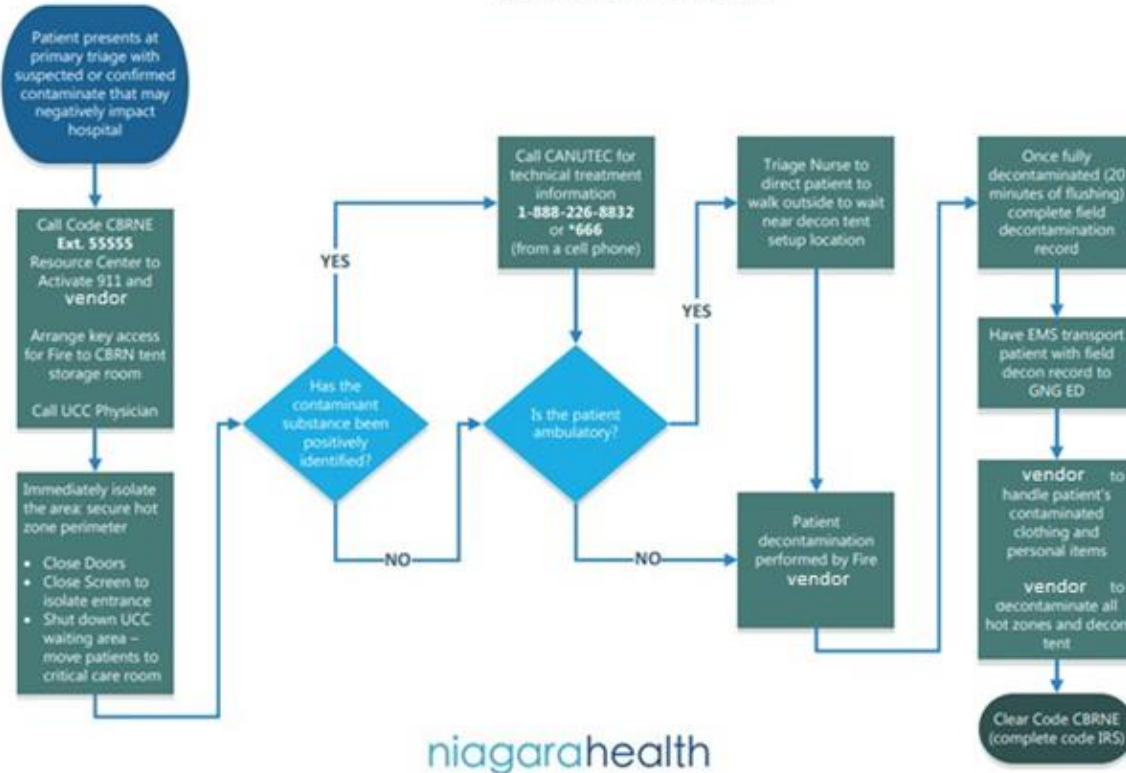 Patient presents at
primary triage with
suspected or confirmed
contaminate that may
negatively impact
hospital
Call Code CBRNE
Ext. 55555
Resource Center to
Activate 911 and
vendor
Arrange key access
for Fire to CBRN tent
storage room
Call UCC Physician
Immediately isolate
the area: secure hot
zone perimeter
• Close Doors
• Close Screen to
isolate entrance
• Shut down UCC
waiting area –
move patients to
critical care room
Has the
contaminant
substance been
positively
identified?
YES
NO
Call CANUTEC for
technical treatment
information
1-888-226-8832
or *666
(from a cell phone)
Is the patient
ambulatory?
YES
NO
Triage Nurse to
direct patient to
walk outside to wait
near decon tent
setup location
Patient
decontamination
performed by Fire
vendor
Once fully
decontaminated (20
minutes of flushing)
complete field
decontamination
record
Have EMS transport
patient with field
decon record to
GNG ED
vendor to
handle patient's
contaminated
clothing and
personal items
vendor to
decontaminate all
hot zones and decon
tent
Clear Code CBRNE
(complete code IRS)
niagarahealth